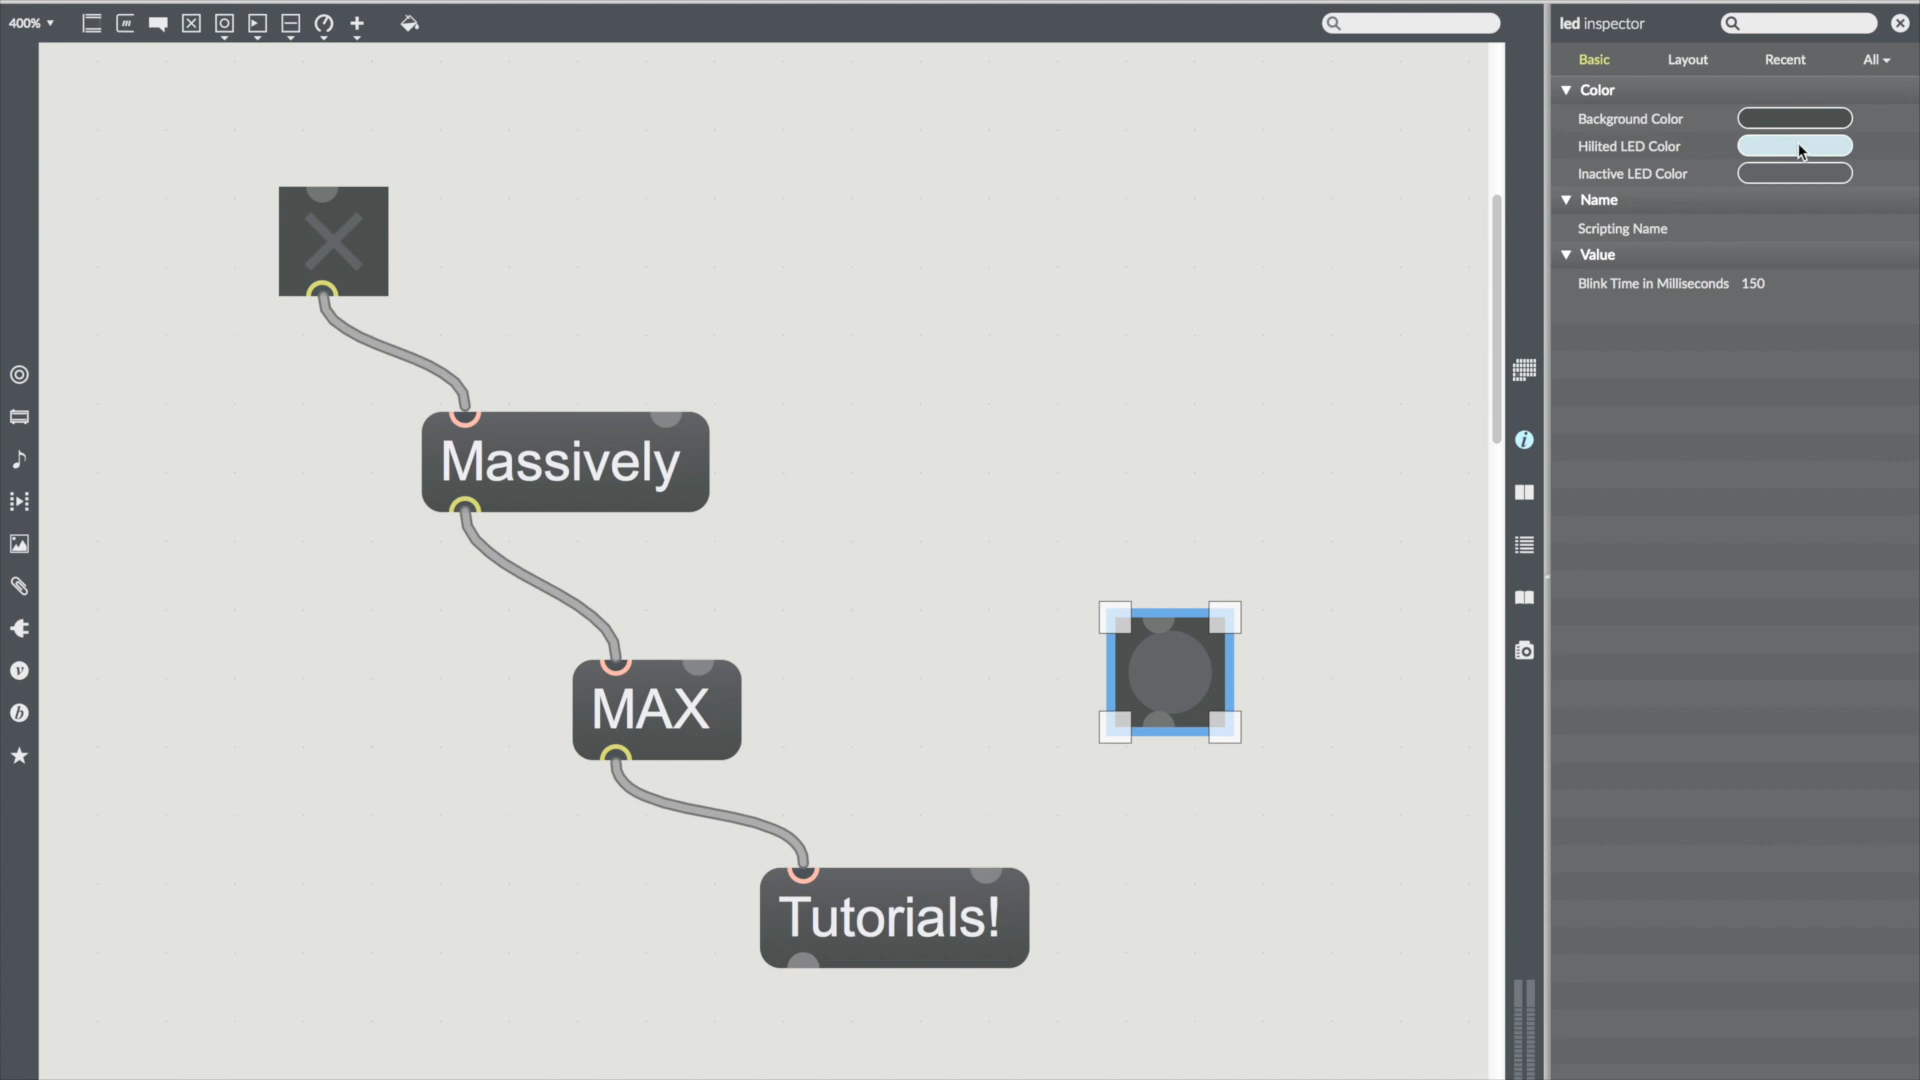 400%
led inspector
Basic Layout Recent All
Color
Background Color
Hilited LED Color
Inactive LED Color
Name
Scripting Name
Value
Blink Time in Milliseconds 150
Massively
MAX
Tutorials!